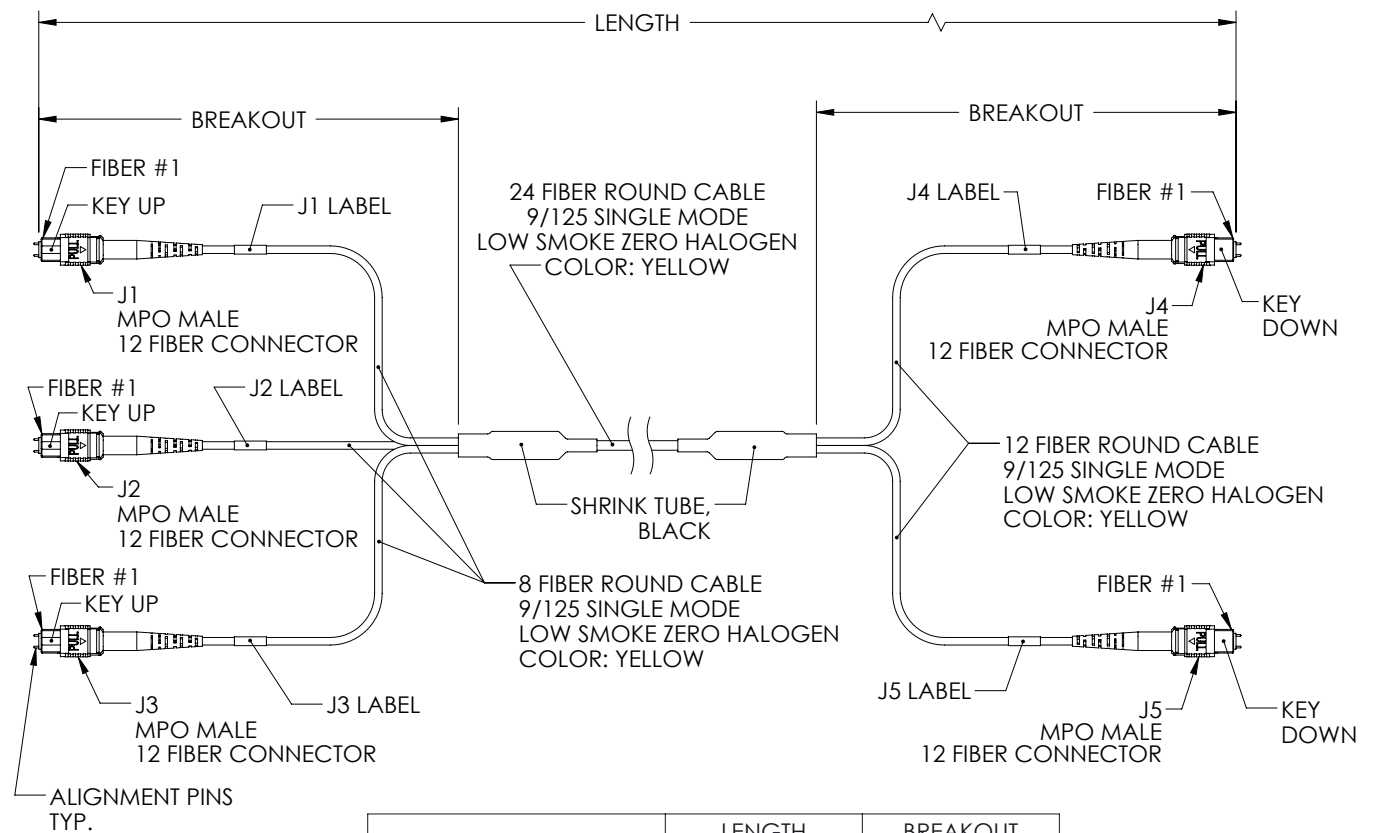 LENGTH
BREAKOUT
BREAKOUT
FIBER #1
KEY UP
J1 LABEL
PULL
J1
MPO MALE
12 FIBER CONNECTOR
24 FIBER ROUND CABLE
9/125 SINGLE MODE
LOW SMOKE ZERO HALOGEN
COLOR: YELLOW
J4 LABEL
FIBER #1
PULL
J4
MPO MALE
12 FIBER CONNECTOR
KEY
DOWN
FIBER #1
KEY UP
J2 LABEL
PULL
J2
MPO MALE
12 FIBER CONNECTOR
SHRINK TUBE,
BLACK
12 FIBER ROUND CABLE
9/125 SINGLE MODE
LOW SMOKE ZERO HALOGEN
COLOR: YELLOW
FIBER #1
KEY UP
PULL
J3 LABEL
J3
MPO MALE
12 FIBER CONNECTOR
8 FIBER ROUND CABLE
9/125 SINGLE MODE
LOW SMOKE ZERO HALOGEN
COLOR: YELLOW
FIBER #1
PULL
J5 LABEL
J5
MPO MALE
12 FIBER CONNECTOR
KEY
DOWN
ALIGNMENT PINS
TYP.
LENGTH
BREAKOUT